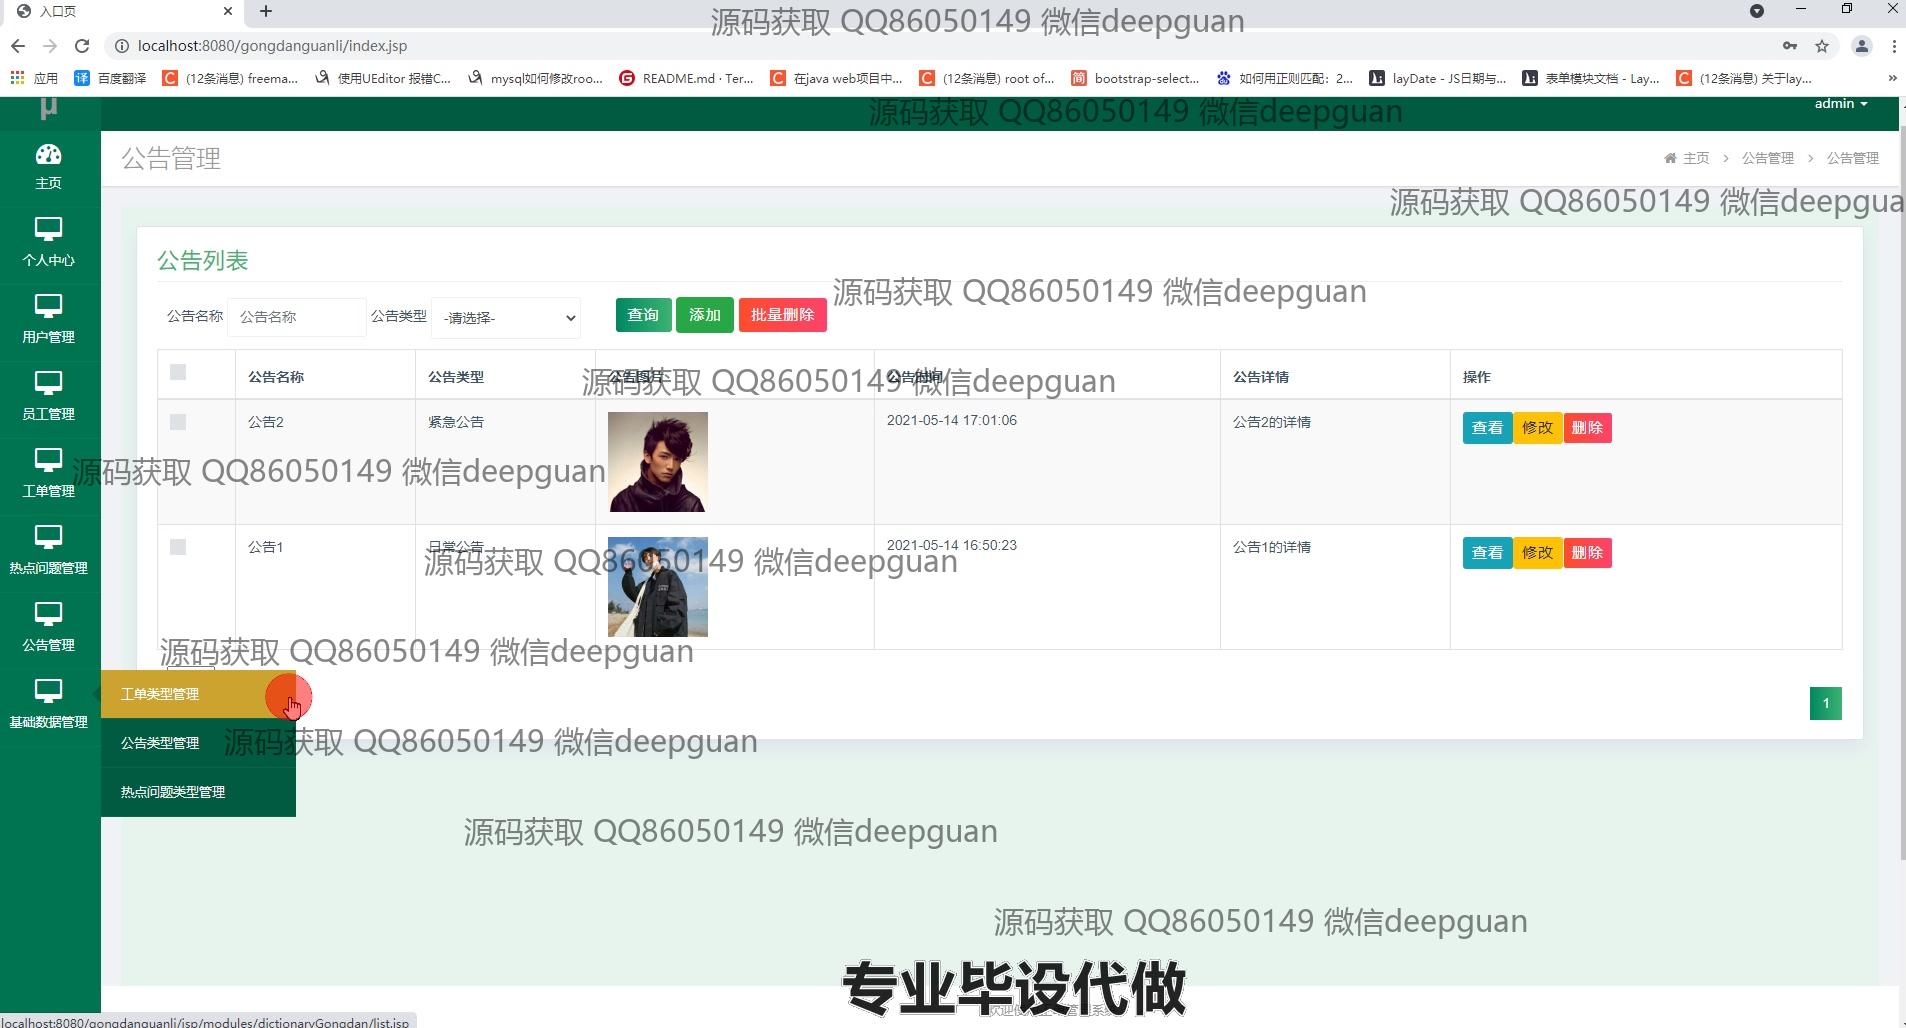 入口页
源码获取 QQ86050149 微信deepguan
localhost:8080/gongdanguanli/index.jsp
应用
百度翻译
(12条消息) freema...
使用UEditor 报错C...
mysql如何修改roo...
README.md · Ter...
在java web项目中...
(12条消息) root of...
bootstrap-select...
如何用正则匹配：2...
layDate - JS日期与...
表单模块文档 - Lay...
(12条消息) 关于lay...
µ
源码获取 QQ86050149 微信deepguan
admin
公告管理
主页 > 公告管理 > 公告管理
源码获取 QQ86050149 微信deepgua
主页
个人中心
用户管理
员工管理
工单管理
热点问题管理
公告管理
基础数据管理
公告列表
源码获取 QQ86050149 微信deepguan
公告名称 公告名称 公告类型 -请选择- 查询 添加 批量删除
公告名称 公告类型 公告图片 公告时间 公告详情 操作
源码获取 QQ86050149 微信deepguan
公告2 紧急公告 2021-05-14 17:01:06 公告2的详情 查看 修改 删除
源码获取 QQ86050149 微信deepguan
公告1 日常公告 2021-05-14 16:50:23 公告1的详情 查看 修改 删除
源码获取 QQ86050149 微信deepguan
源码获取 QQ86050149 微信deepguan
工单类型管理
1
公告类型管理
源码获取 QQ86050149 微信deepguan
热点问题类型管理
源码获取 QQ86050149 微信deepguan
源码获取 QQ86050149 微信deepguan
专业毕设代做
localhost:8080/gongdanguanli/jsp/modules/dictionaryGongdan/list.jsp